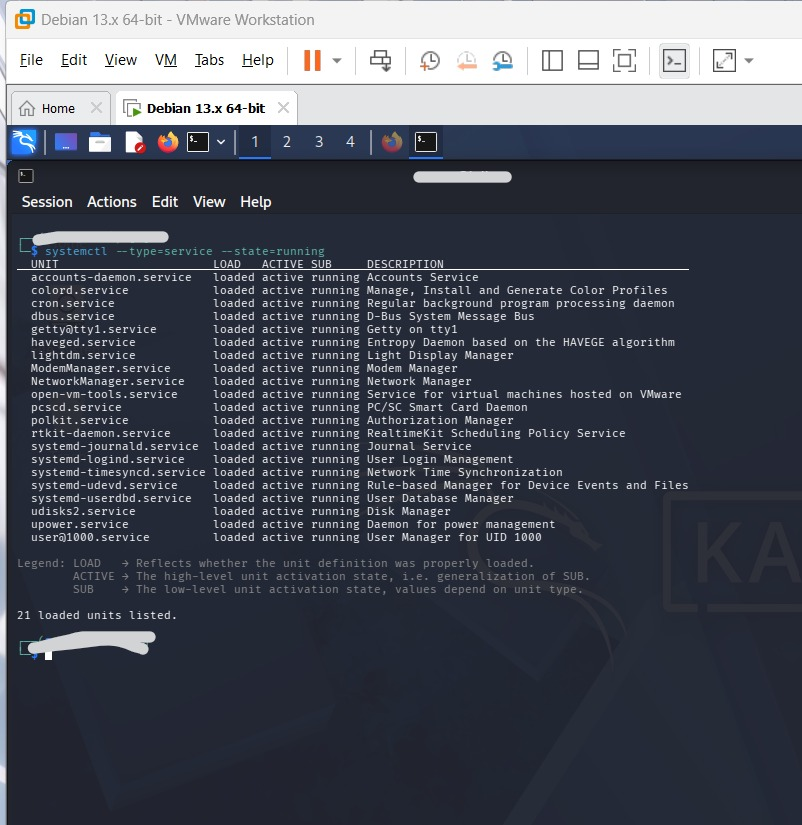 Debian 13.x 64-bit - VMware Workstation
File Edit View VM Tabs Help
Home Debian 13.x 64-bit
1 2 3 4
Session Actions Edit View Help
$ systemctl --type=service --state=running
UNIT LOAD ACTIVE SUB DESCRIPTION
accounts-daemon.service loaded active running Accounts Service
colord.service loaded active running Manage, Install and Generate Color Profiles
cron.service loaded active running Regular background program processing daemon
dbus.service loaded active running D-Bus System Message Bus
getty@tty1.service loaded active running Getty on tty1
haveged.service loaded active running Entropy Daemon based on the HAVEGE algorithm
lightdm.service loaded active running Light Display Manager
ModemManager.service loaded active running Modem Manager
NetworkManager.service loaded active running Network Manager
open-vm-tools.service loaded active running Service for virtual machines hosted on VMware
pcscd.service loaded active running PC/SC Smart Card Daemon
polkit.service loaded active running Authorization Manager
rtkit-daemon.service loaded active running RealtimeKit Scheduling Policy Service
systemd-journald.service loaded active running Journal Service
systemd-logind.service loaded active running User Login Management
systemd-timesyncd.service loaded active running Network Time Synchronization
systemd-udevd.service loaded active running Rule-based Manager for Device Events and Files
systemd-userdbd.service loaded active running User Database Manager
udisks2.service loaded active running Disk Manager
upower.service loaded active running Daemon for power management
user@1000.service loaded active running User Manager for UID 1000
Legend: LOAD → Reflects whether the unit definition was properly loaded.
ACTIVE → The high-level unit activation state, i.e. generalization of SUB.
SUB → The low-level unit activation state, values depend on unit type.
21 loaded units listed.
$
KA